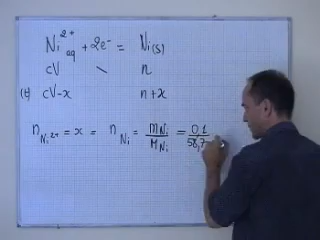 Ni²⁺aq + 2e⁻ = Ni(s)
cV \ n
(t) cV-x n+x
nNi²⁺ = x = nNi = mNi/MNi = 0,1/58,7